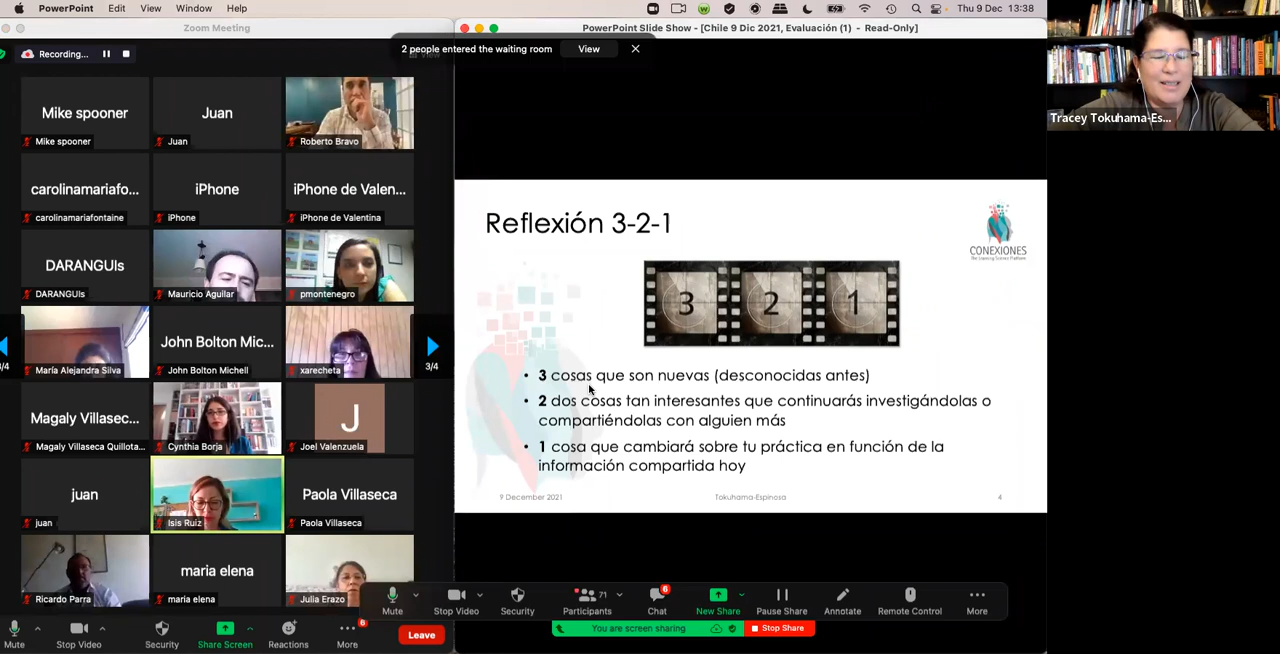 PowerPoint Edit View Window Help
Thu 9 Dec 13:38
Zoom Meeting
PowerPoint Slide Show - [Chile 9 Dic 2021, Evaluación (1) - Read-Only]
Recording...
2 people entered the waiting room View
View
Mike spooner
Mike spooner
Juan
Juan
Roberto Bravo
Tracey Tokuhama-Es...
carolinamariafo...
carolinamariafontaine
iPhone
iPhone
iPhone de Valen...
iPhone de Valentina
DARANGUIs
DARANGUIs
Mauricio Aguilar
pmontenegro
María Alejandra Silva
John Bolton Mic...
John Bolton Michell
xarecheta
3/4
3/4
Magaly Villasec...
Magaly Villaseca Quillota...
Cynthia Borja
J
Joel Valenzuela
juan
juan
Isis Ruiz
Paola Villaseca
Paola Villaseca
Ricardo Parra
maria elena
maria elena
Julia Erazo
Reflexión 3-2-1
CONEXIONES
The Learning Sciences Platform
3 2 1
• 3 cosas que son nuevas (desconocidas antes)
• 2 dos cosas tan interesantes que continuarás investigándolas o
compartiéndolas con alguien más
• 1 cosa que cambiará sobre tu práctica en función de la
información compartida hoy
9 December 2021 Tokuhama-Espinosa 4
71
6
Mute Stop Video Security Participants Chat New Share Pause Share Annotate Remote Control More
You are screen sharing Stop Share
6
Mute Stop Video Security Share Screen Reactions More Leave